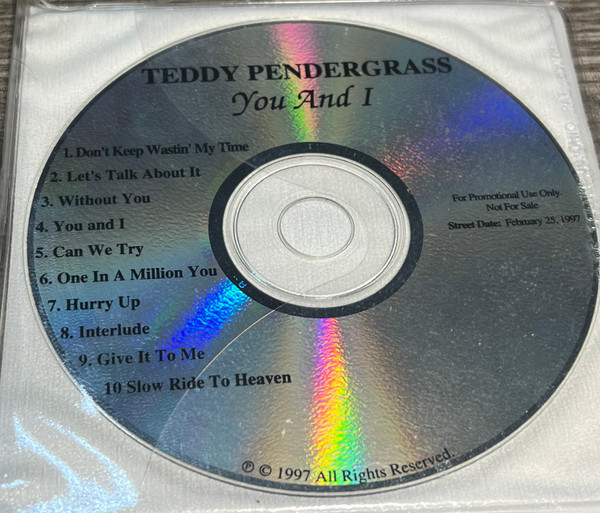 TEDDY PENDERGRASS
You And I
1. Don't Keep Wastin' My Time
2. Let's Talk About It
3. Without You
4. You and I
5. Can We Try
6. One In A Million You
7. Hurry Up
8. Interlude
9. Give It To Me
10 Slow Ride To Heaven
For Promotional Use Only.
Not For Sale
Street Date: February 25, 1997
℗ © 1997 All Rights Reserved.